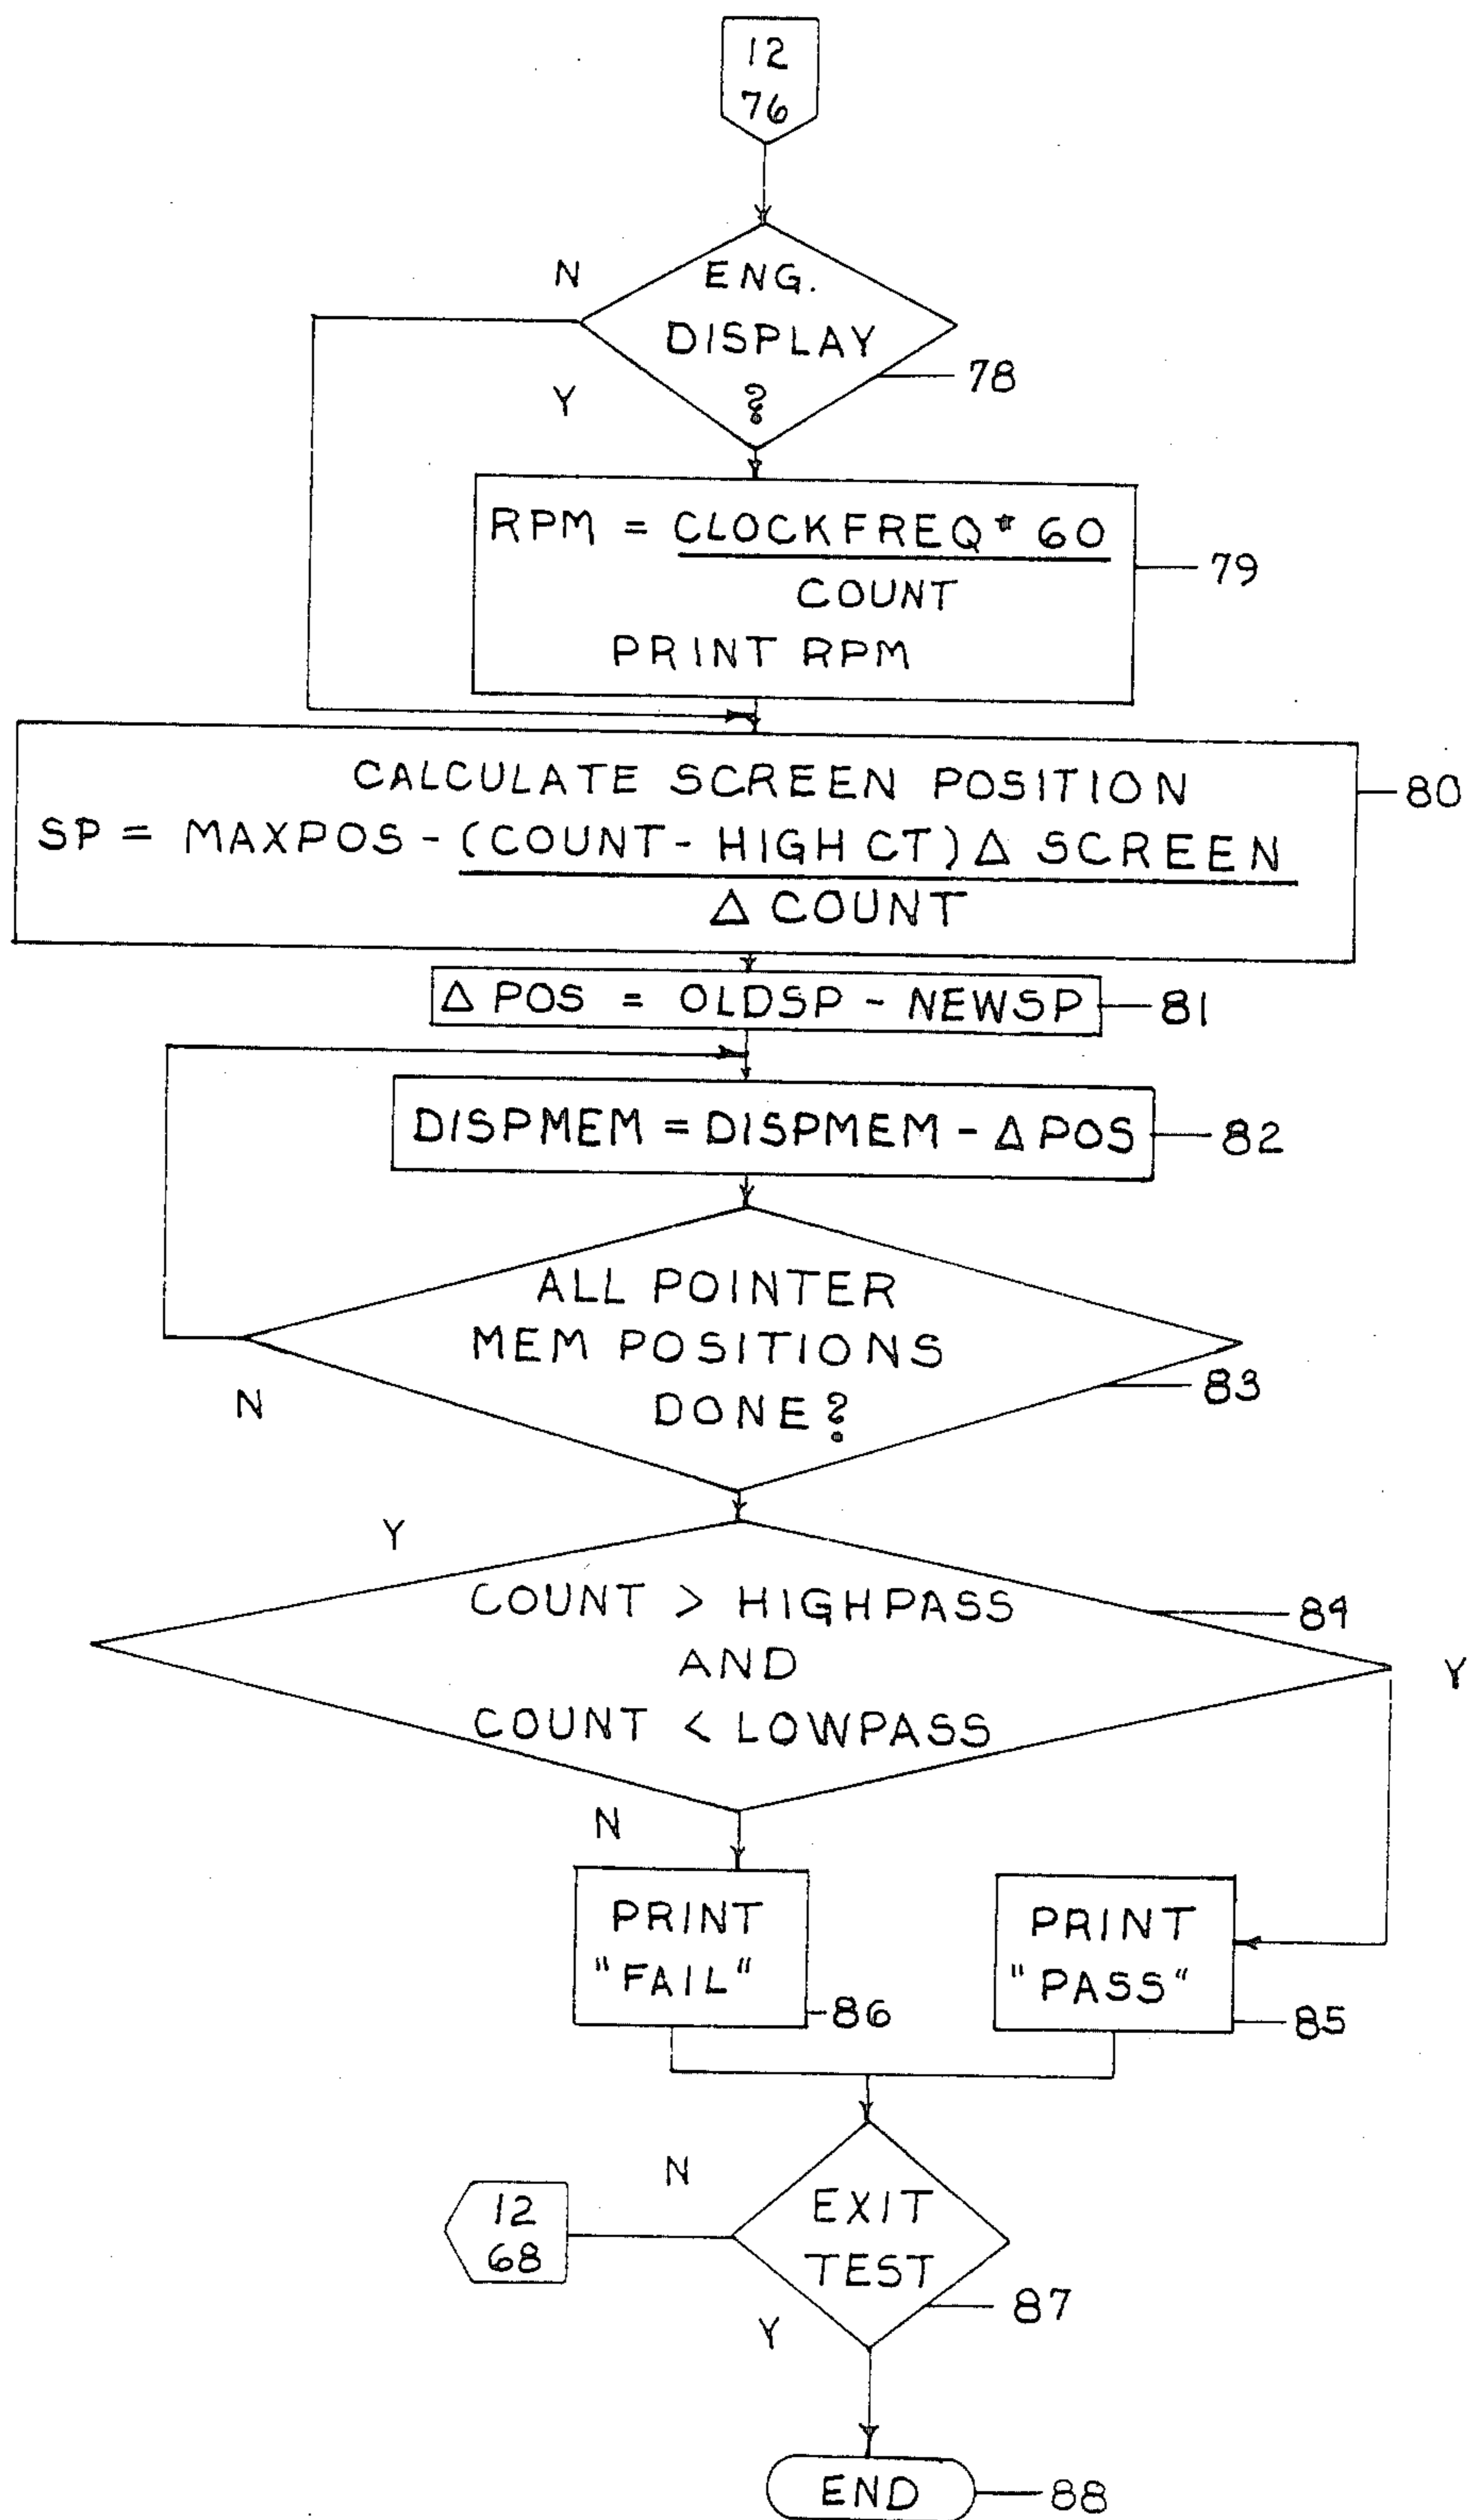 12
76
N
ENG.
DISPLAY
?
78
Y
RPM = CLOCKFREQ * 60
COUNT
PRINT RPM
79
CALCULATE SCREEN POSITION
80
SP = MAXPOS - (COUNT - HIGH CT) Δ SCREEN
Δ COUNT
Δ POS = OLDSP - NEWSP
81
DISPMEM = DISPMEM - Δ POS
82
ALL POINTER
MEM POSITIONS
DONE?
83
N
Y
COUNT > HIGHPASS
84
AND
Y
COUNT < LOWPASS
N
PRINT
"FAIL"
86
PRINT
"PASS"
85
N
12
68
EXIT
TEST
87
Y
END
88